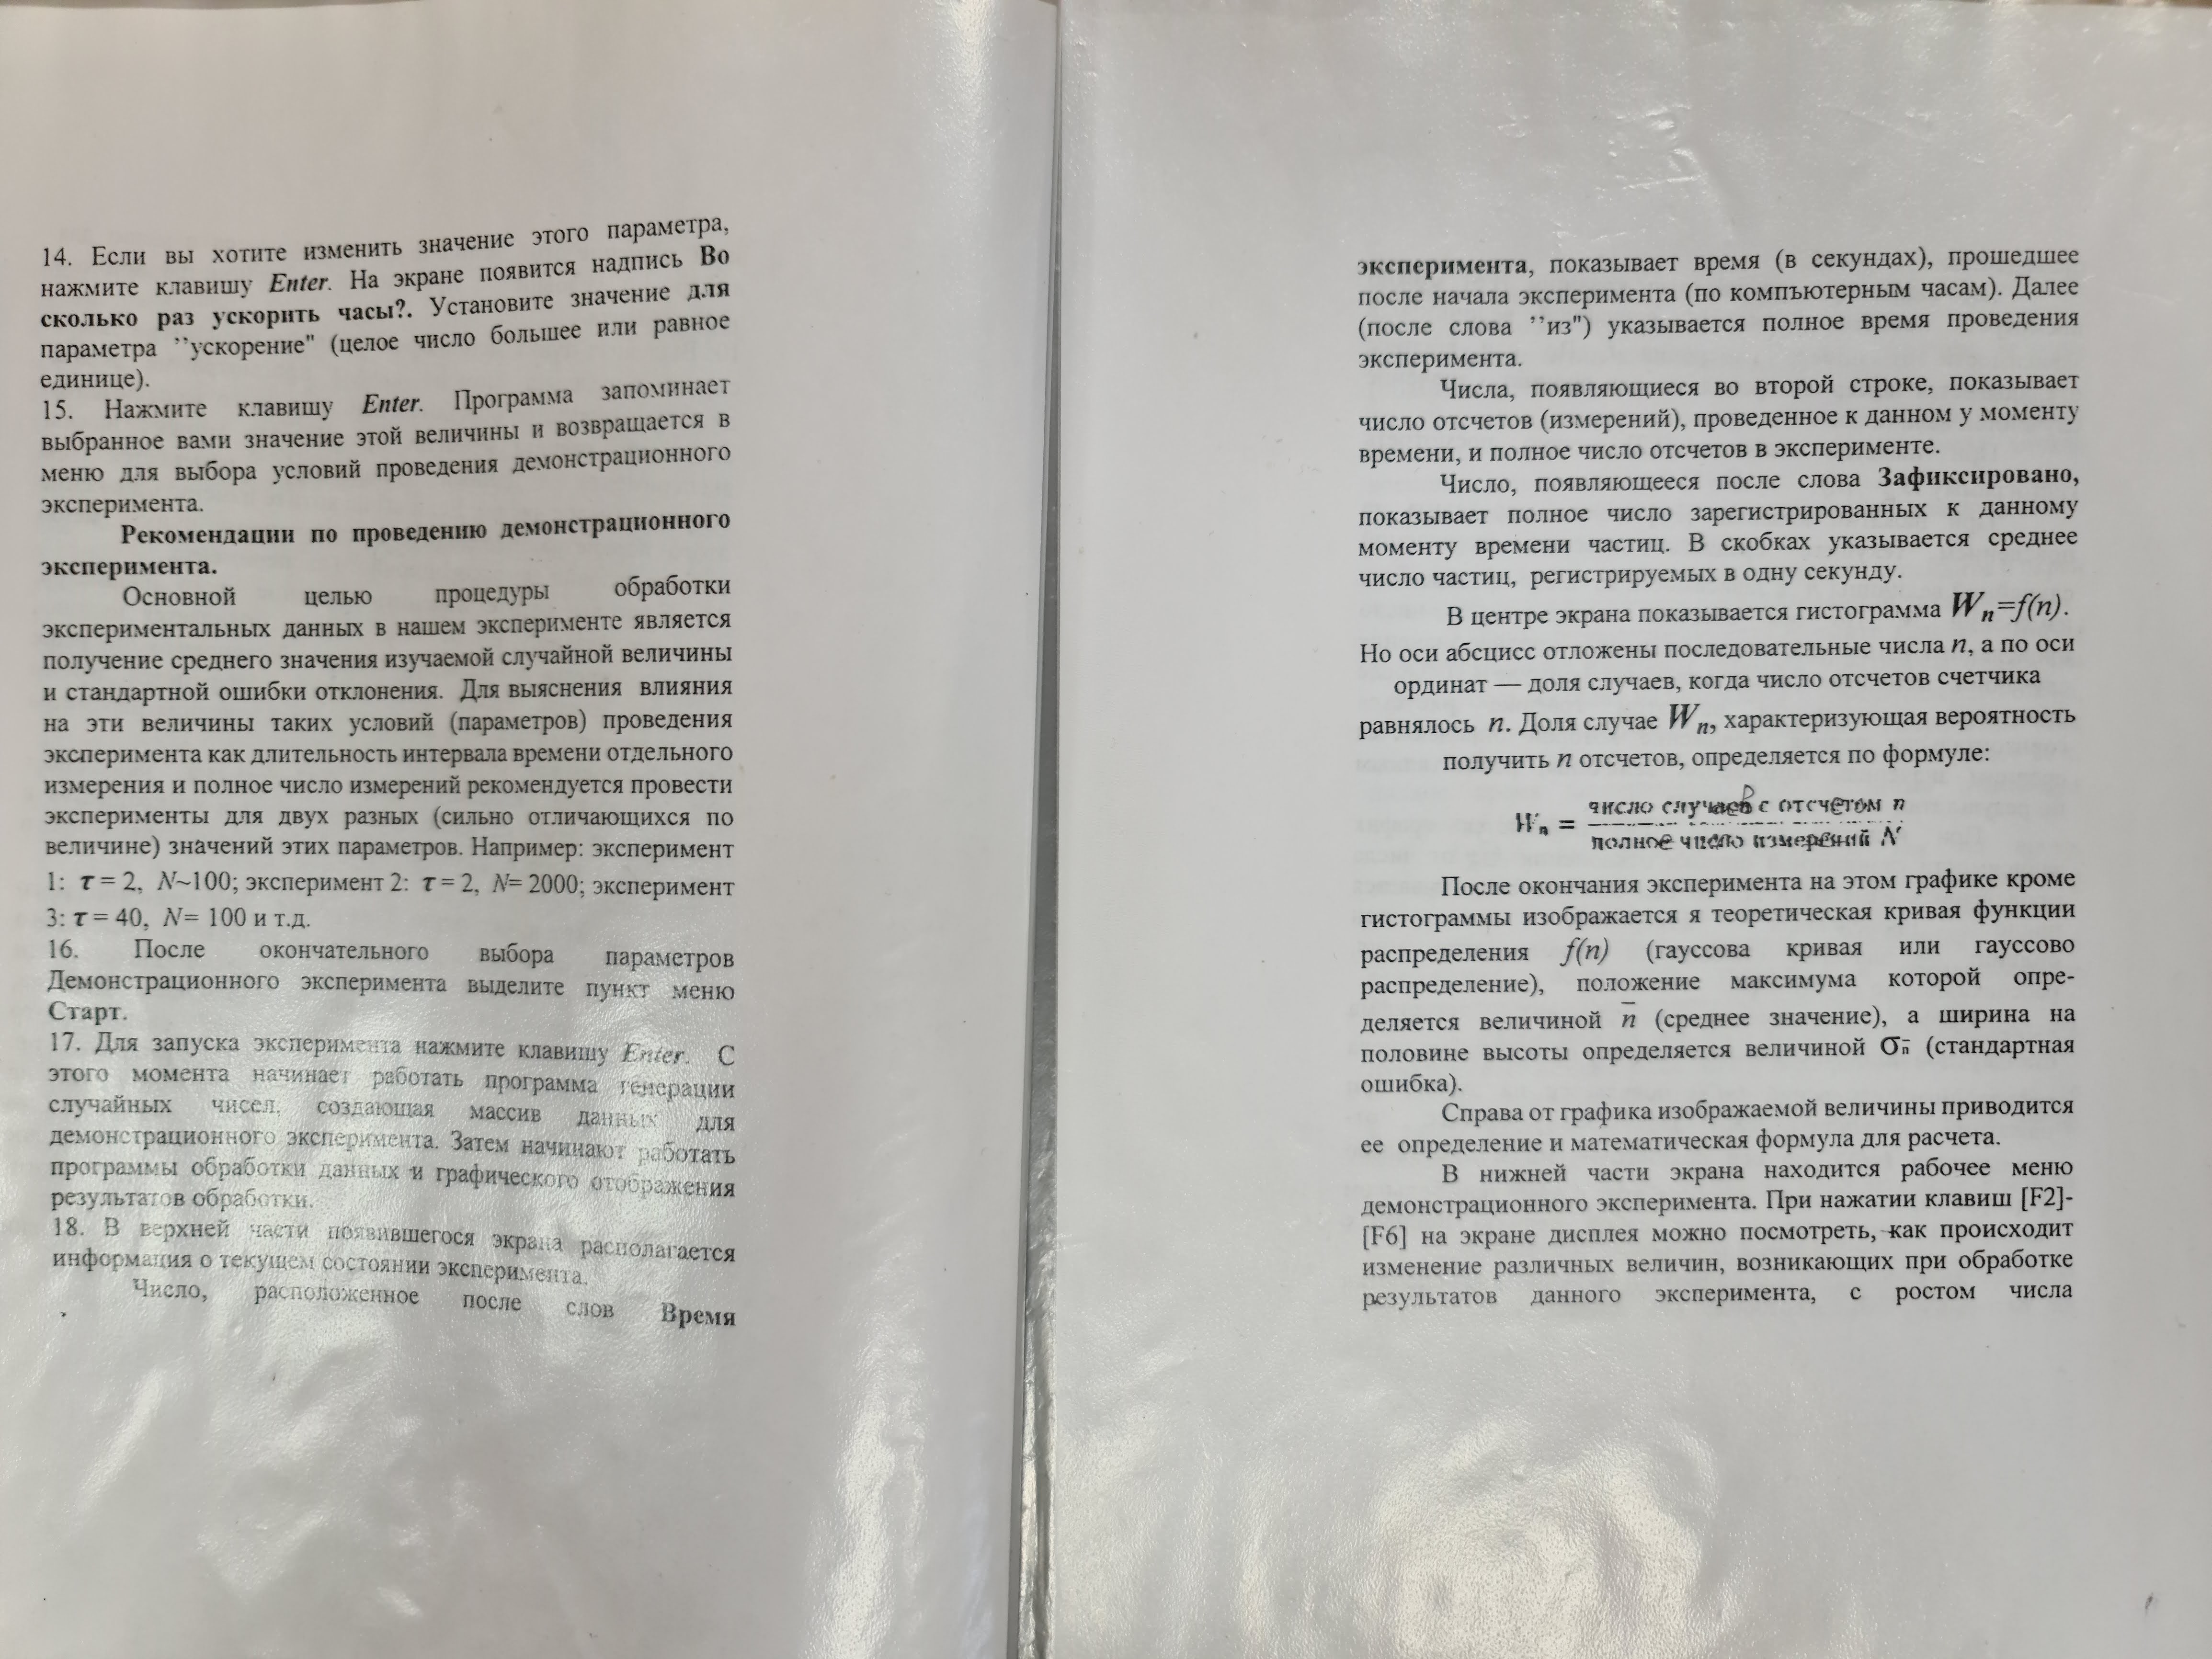 14. Если вы хотите изменить значение этого параметра,
нажмите клавишу Enter. На экране появится надпись Во
сколько раз ускорить часы?. Установите значение для
параметра ’’ускорение" (целое число большее или равное
единице).
15. Нажмите клавишу Enter. Программа запоминает
выбранное вами значение этой величины и возвращается в
меню для выбора условий проведения демонстрационного
эксперимента.
Рекомендации по проведению демонстрационного
эксперимента.
Основной целью процедуры обработки
экспериментальных данных в нашем эксперименте является
получение среднего значения изучаемой случайной величины
и стандартной ошибки отклонения. Для выяснения влияния
на эти величины таких условий (параметров) проведения
эксперимента как длительность интервала времени отдельного
измерения и полное число измерений рекомендуется провести
эксперименты для двух разных (сильно отличающихся по
величине) значений этих параметров. Например: эксперимент
1: τ = 2, N~100; эксперимент 2: τ = 2, N= 2000; эксперимент
3: τ = 40, N= 100 и т.д.
16. После окончательного выбора параметров
Демонстрационного эксперимента выделите пункт меню
Старт.
17. Для запуска эксперимента нажмите клавишу Enter. С
этого момента начинает работать программа генерации
случайных чисел, создающая массив данных для
демонстрационного эксперимента. Затем начинают работать
программы обработки данных и графического отображения
результатов обработки.
18. В верхней части появившегося экрана располагается
информация о текущем состоянии эксперимента.
Число, расположенное после слов Время
эксперимента, показывает время (в секундах), прошедшее
после начала эксперимента (по компъютерным часам). Далее
(после слова ’’из") указывается полное время проведения
эксперимента.
Числа, появляющиеся во второй строке, показывает
число отсчетов (измерений), проведенное к данном у моменту
времени, и полное число отсчетов в эксперименте.
Число, появляющееся после слова Зафиксировано,
показывает полное число зарегистрированных к данному
моменту времени частиц. В скобках указывается среднее
число частиц, регистрируемых в одну секунду.
В центре экрана показывается гистограмма Wn=f(n).
Но оси абсцисс отложены последовательные числа n, а по оси
ординат — доля случаев, когда число отсчетов счетчика
равнялось n. Доля случае Wn, характеризующая вероятность
получить n отсчетов, определяется по формуле:
Wn = число случаев с отсчетом n
полное число измерений N
После окончания эксперимента на этом графике кроме
гистограммы изображается я теоретическая кривая функции
распределения f(n) (гауссова кривая или гауссово
распределение), положение максимума которой опре-
деляется величиной n̄ (среднее значение), а ширина на
половине высоты определяется величиной σn̄ (стандартная
ошибка).
Справа от графика изображаемой величины приводится
ее определение и математическая формула для расчета.
В нижней части экрана находится рабочее меню
демонстрационного эксперимента. При нажатии клавиш [F2]-
[F6] на экране дисплея можно посмотреть, как происходит
изменение различных величин, возникающих при обработке
результатов данного эксперимента, с ростом числа